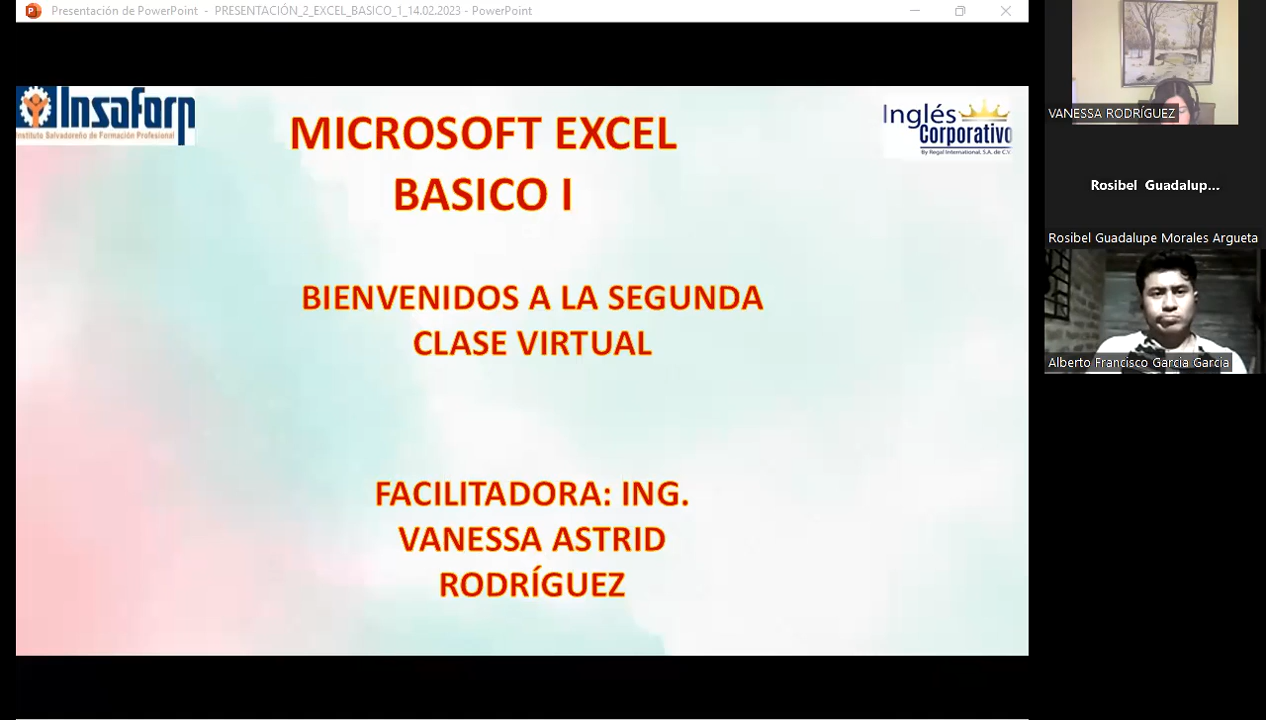 Presentación de PowerPoint - PRESENTACIÓN_2_EXCEL_BASICO_1_14.02.2023 - PowerPoint
Insaforp
Instituto Salvadoreño de Formación Profesional
Inglés
Corporativo
By Regal International, S.A. de C.V.
MICROSOFT EXCEL
BASICO I
BIENVENIDOS A LA SEGUNDA
CLASE VIRTUAL
FACILITADORA: ING.
VANESSA ASTRID
RODRÍGUEZ
VANESSA RODRÍGUEZ
Rosibel Guadalup...
Rosibel Guadalupe Morales Argueta
Alberto Francisco Garcia Garcia